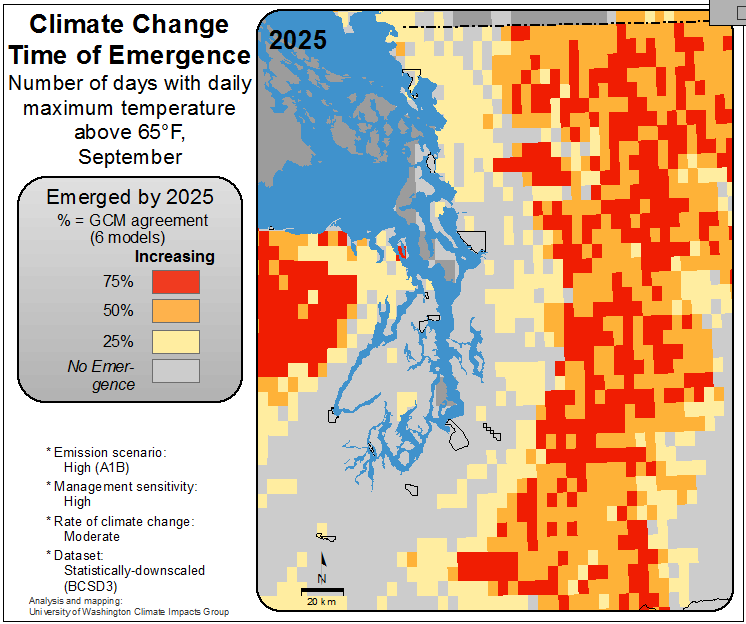 Climate Change
Time of Emergence
Number of days with daily
maximum temperature
above 65°F,
September
Emerged by 2025
% = GCM agreement
(6 models)
Increasing
75%
50%
25%
No Emer-
gence
* Emission scenario:
High (A1B)
* Management sensitivity:
High
* Rate of climate change:
Moderate
* Dataset:
Statistically-downscaled
(BCSD3)
Analysis and mapping:
University of Washington Climate Impacts Group
2025
N
20 km